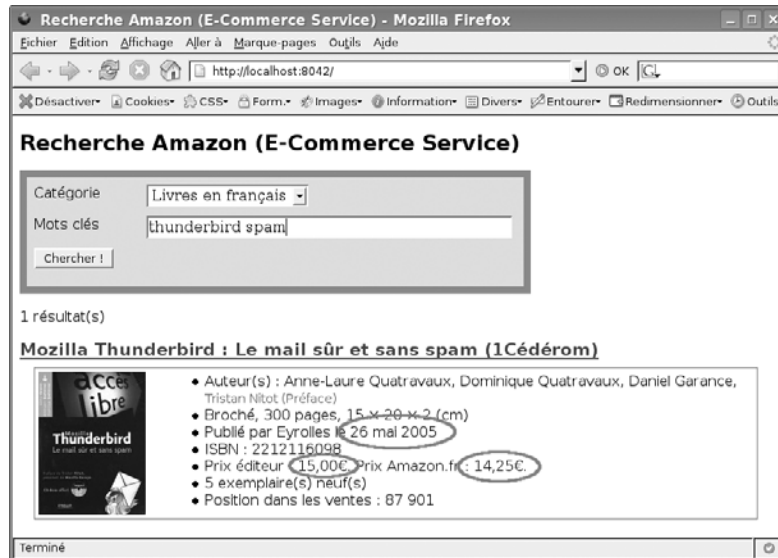 Recherche Amazon (E-Commerce Service) - Mozilla Firefox
Eichier Edition Affichage Aller à Marque-pages Outils Aide
http://localhost:8042/ OK G
Désactiver Cookies CSS Form. Images Information Divers Entourer Redimensionner Outils
Recherche Amazon (E-Commerce Service)
Catégorie Livres en français
Mots clés thunderbird spam
Chercher !
1 résultat(s)
Mozilla Thunderbird : Le mail sûr et sans spam (1Cédérom)
accès
libre
Mozilla
Thunderbird
Le mail sûr et sans spam
• Auteur(s) : Anne-Laure Quatravaux, Dominique Quatravaux, Daniel Garance,
Tristan Nitot (Préface)
• Broché, 300 pages, 15 × 20 × 2 (cm)
• Publié par Eyrolles le 26 mai 2005
• ISBN : 2212116098
• Prix éditeur : 15,00€. Prix Amazon.fr : 14,25€.
• 5 exemplaire(s) neuf(s)
• Position dans les ventes : 87 901
Terminé